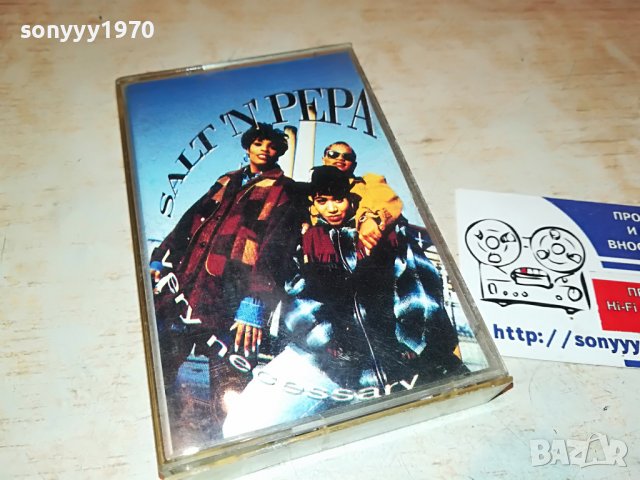 sonyyy1970
SALT 'N' PEPA
very necessary
ПРО
И
ВНОС
Hi-Fi
http://sonyyy
BAZAR